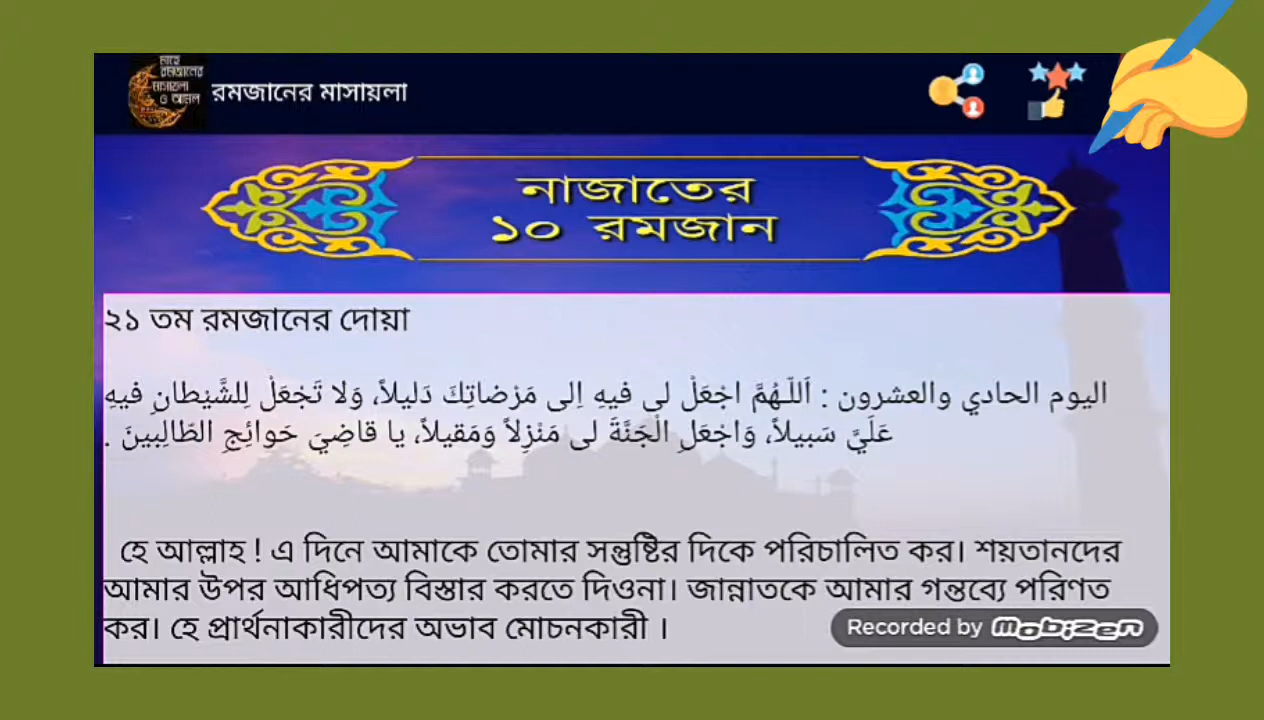 মাহে
রমজানের
মাসায়লা
ও আমল
রমজানের মাসায়লা
নাজাতের
১০ রমজান
২১ তম রমজানের দোয়া
اليوم الحادي والعشرون : اَللّـهُمَّ اجْعَلْ لى فيهِ اِلى مَرْضاتِكَ دَليلاً، وَلا تَجْعَلْ لِلشَّيْطانِ فيهِ
عَلَيَّ سَبيلاً، وَاجْعَلِ الْجَنَّةَ لى مَنْزِلاً وَمَقيلاً، يا قاضِيَ حَوائِجِ الطّالِبينَ .
হে আল্লাহ ! এ দিনে আমাকে তোমার সন্তুষ্টির দিকে পরিচালিত কর। শয়তানদের
আমার উপর আধিপত্য বিস্তার করতে দিওনা। জান্নাতকে আমার গন্তব্যে পরিণত
কর। হে প্রার্থনাকারীদের অভাব মোচনকারী ।
Recorded by mobizen